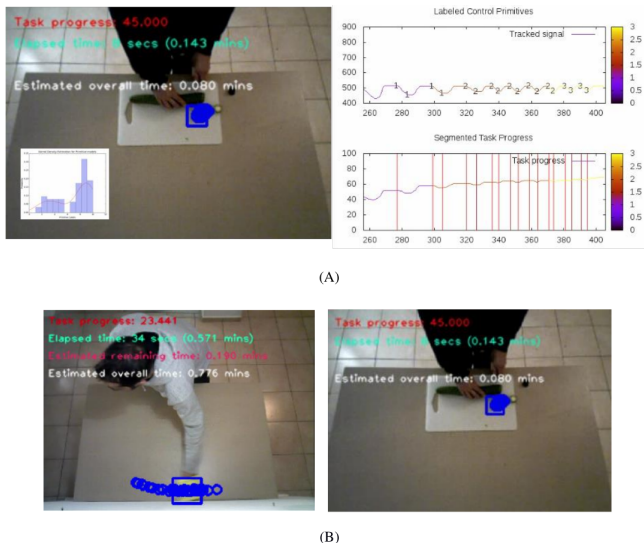 Task progress: 45.000
Elapsed time: 8 secs (0.143 mins)
Estimated overall time: 0.080 mins
Labeled Control Primitives
Tracked signal
900
800
700
600
500
400
260 280 300 320 340 360 380 400
3
2.5
2
1.5
1
0.5
0
1 1 1 1 2 2 2 2 2 2 2 2 2 2 3 3 3 3
Segmented Task Progress
Task progress
100
80
60
40
20
0
260 280 300 320 340 360 380 400
3
2.5
2
1.5
1
0.5
0
(A)
Task progress: 23.441
Elapsed time: 34 secs (0.571 mins)
Estimated remaining time: 0.190 mins
Estimated overall time: 0.776 mins
Task progress: 45.000
Elapsed time: 8 secs (0.143 mins)
Estimated overall time: 0.080 mins
(B)